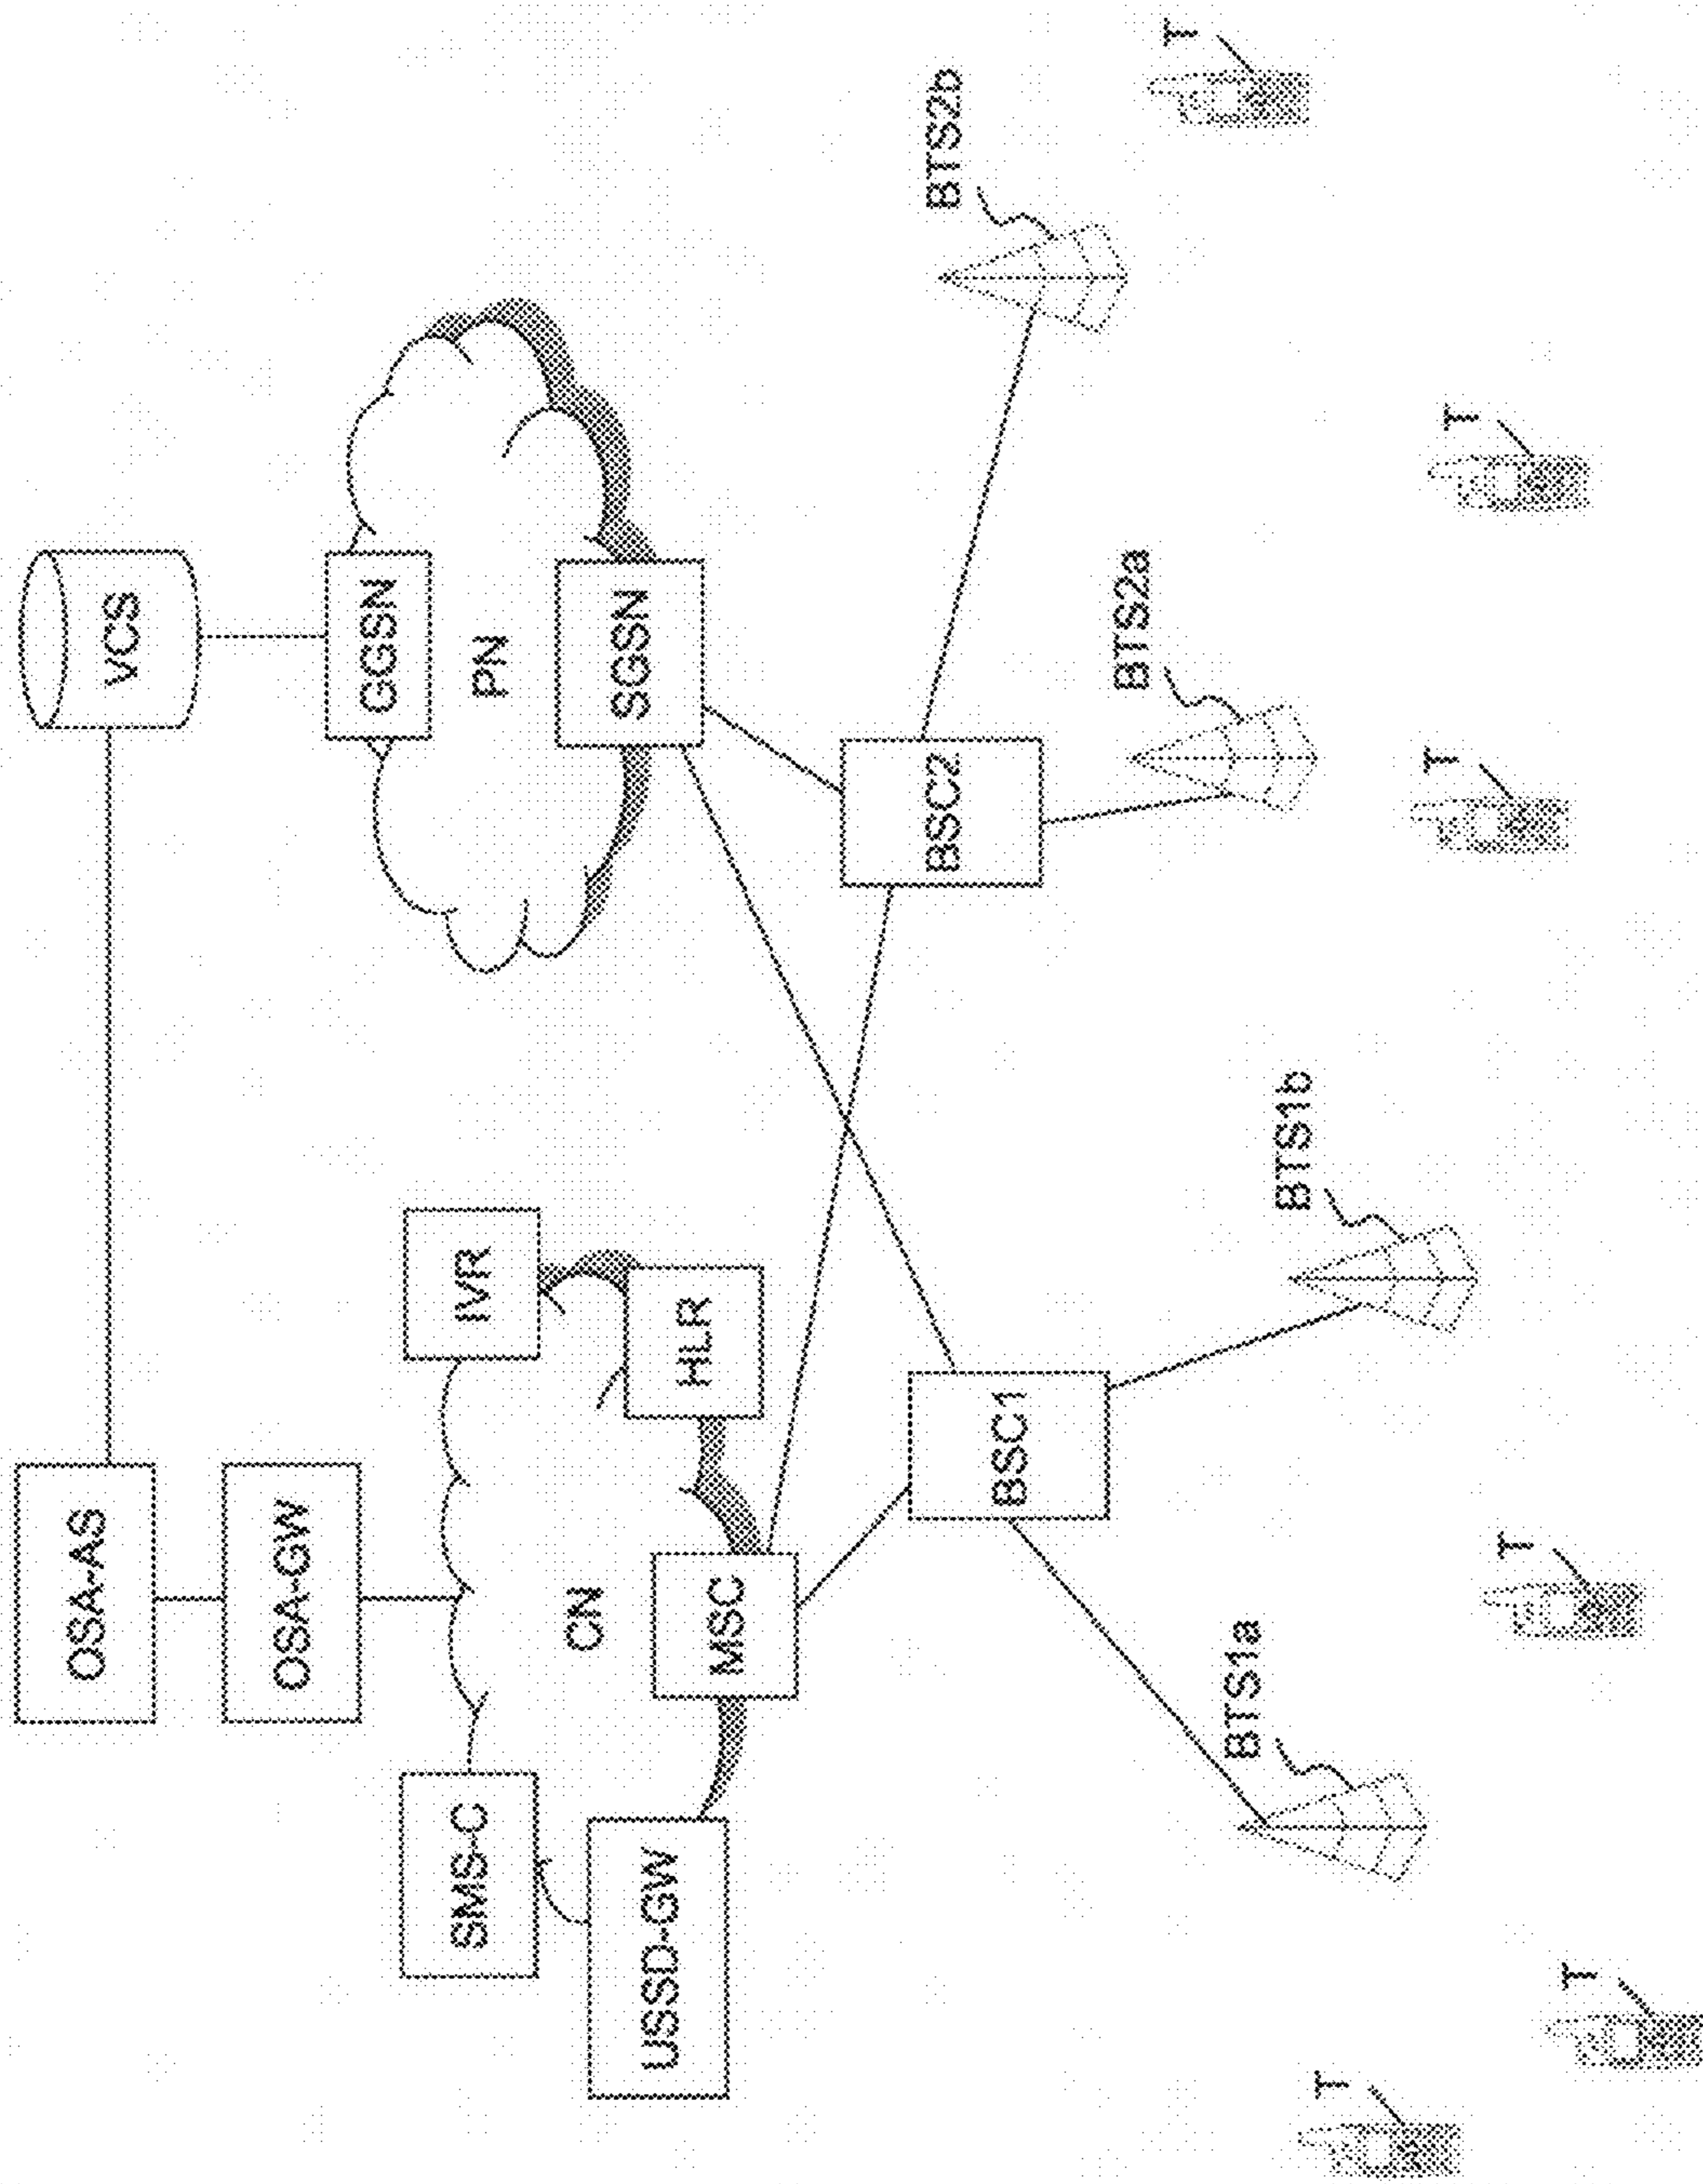 OSA-AS
VCS
OSA-GW
GGSN
SMS-C
IVR
PN
CN
USSD-GW
MSC
HLR
SGSN
BSC1
BSC2
BTS2b
BTS1a
BTS1b
BTS2a
T
T
T
T
T
T